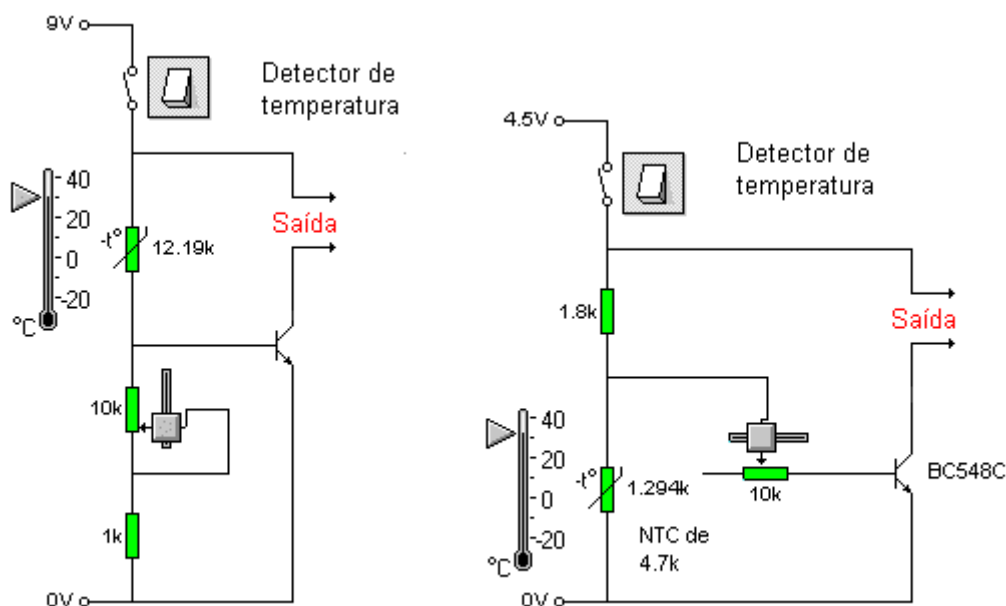 9V
Detector de
temperatura
40
20
0
-20
°C
-t°
12.19k
Saída
10k
1k
0V
4.5V
Detector de
temperatura
1.8k
Saída
40
20
0
-20
°C
-t°
1.294k
10k
BC548C
NTC de
4.7k
0V